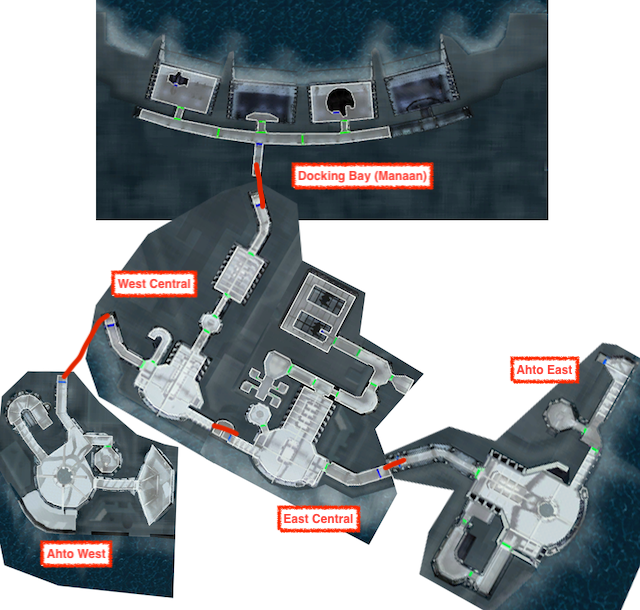 Docking Bay (Manaan)
West Central
Ahto East
East Central
Ahto West